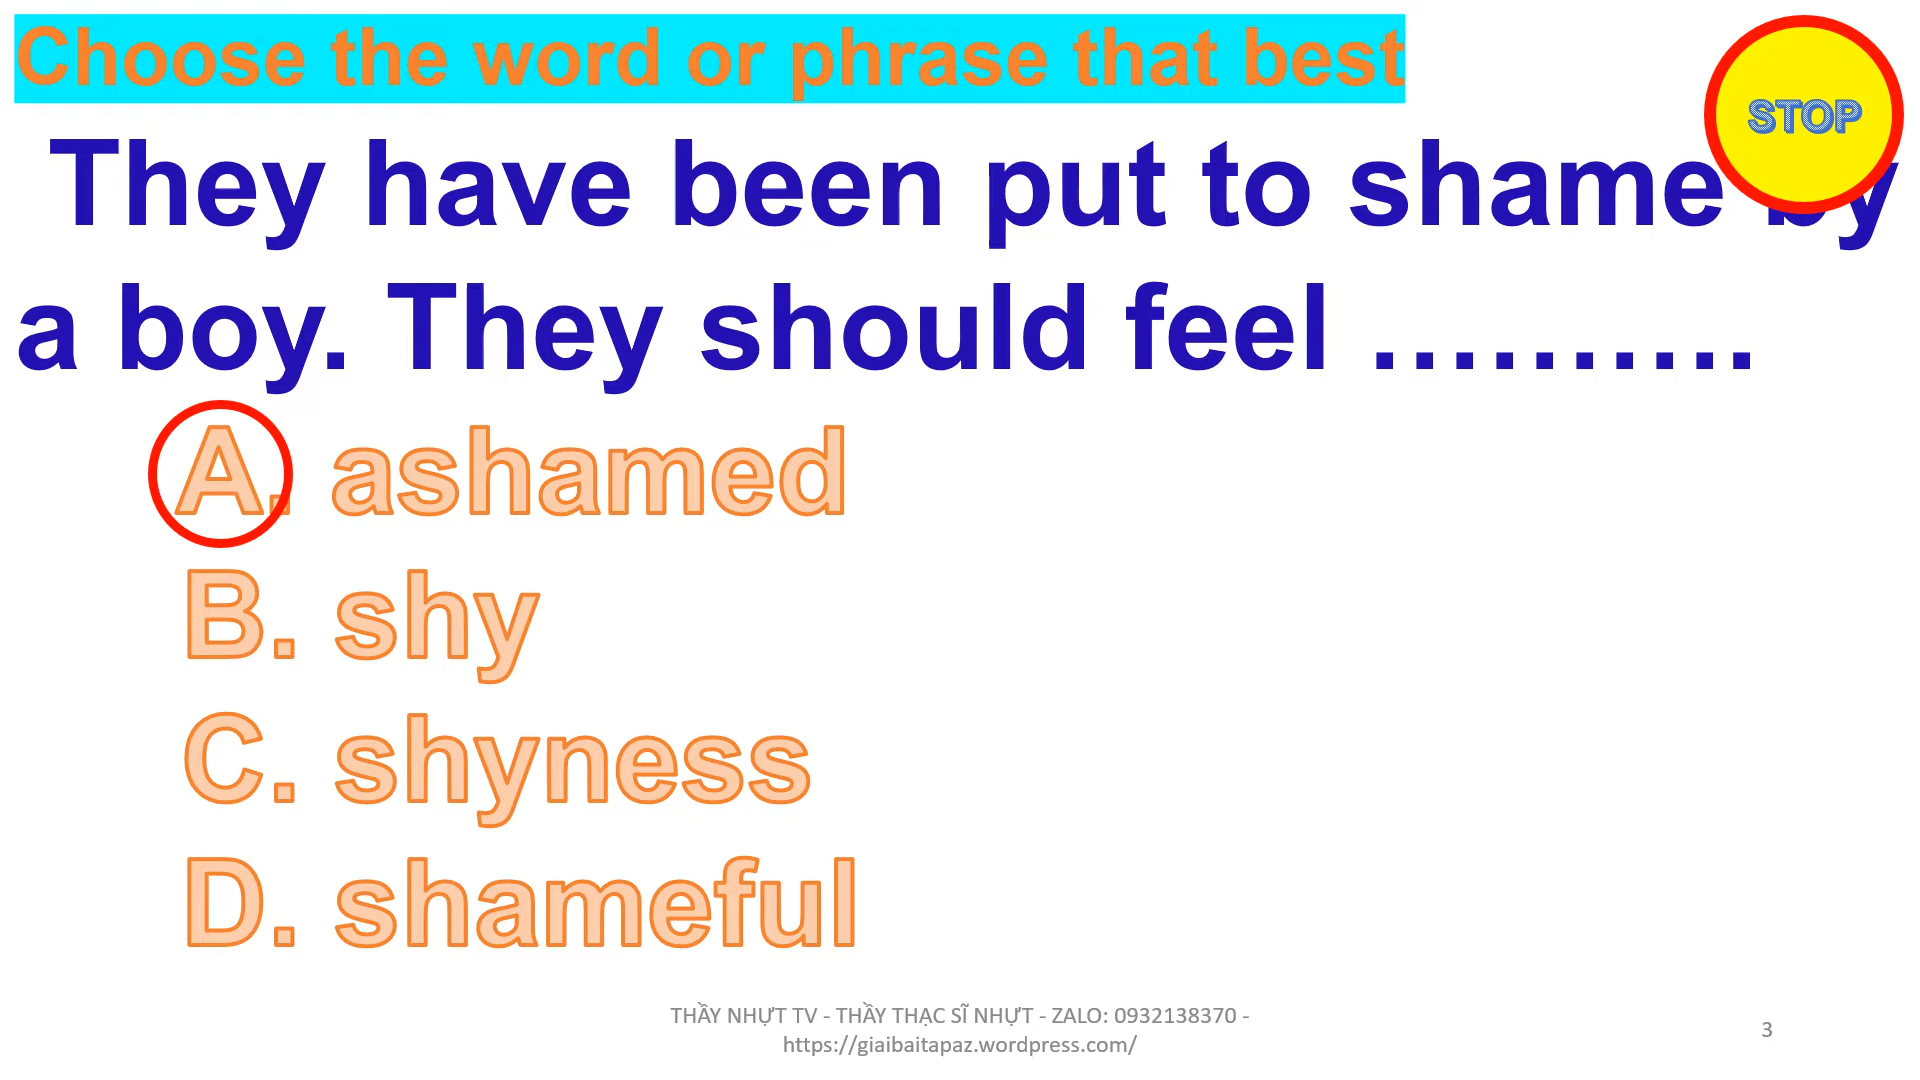 Choose the word or phrase that best
STOP
They have been put to shame by
a boy. They should feel ……….
A. ashamed
B. shy
C. shyness
D. shameful
THẦY NHỰT TV - THẦY THẠC SĨ NHỰT - ZALO: 0932138370 -
https://giaibaitapaz.wordpress.com/
3